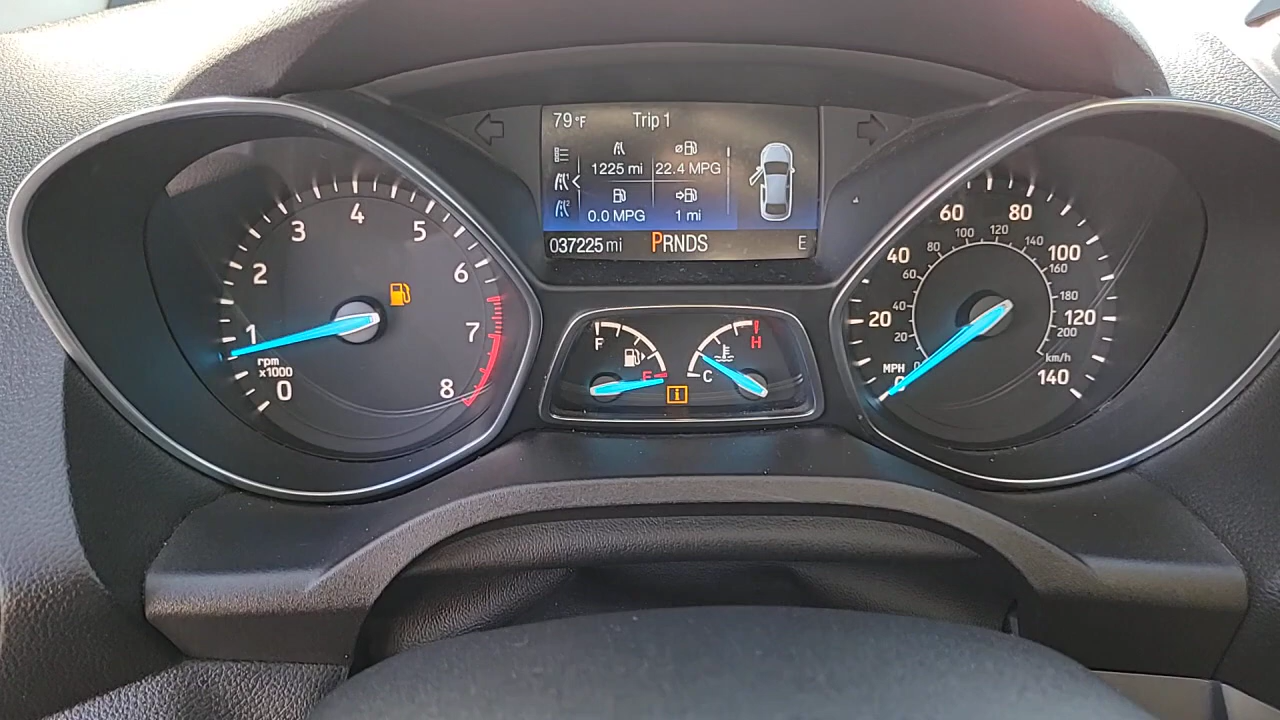 79°F Trip 1
1225 mi 22.4 MPG
0.0 MPG 1 mi
037225 mi PRNDS E
0 1 2 3 4 5 6 7 8
rpm
x1000
F E
C H
i
0 20 40 60 80 100 120 140
MPH
0 20 40 60 80 100 120 140 160 180 200
km/h